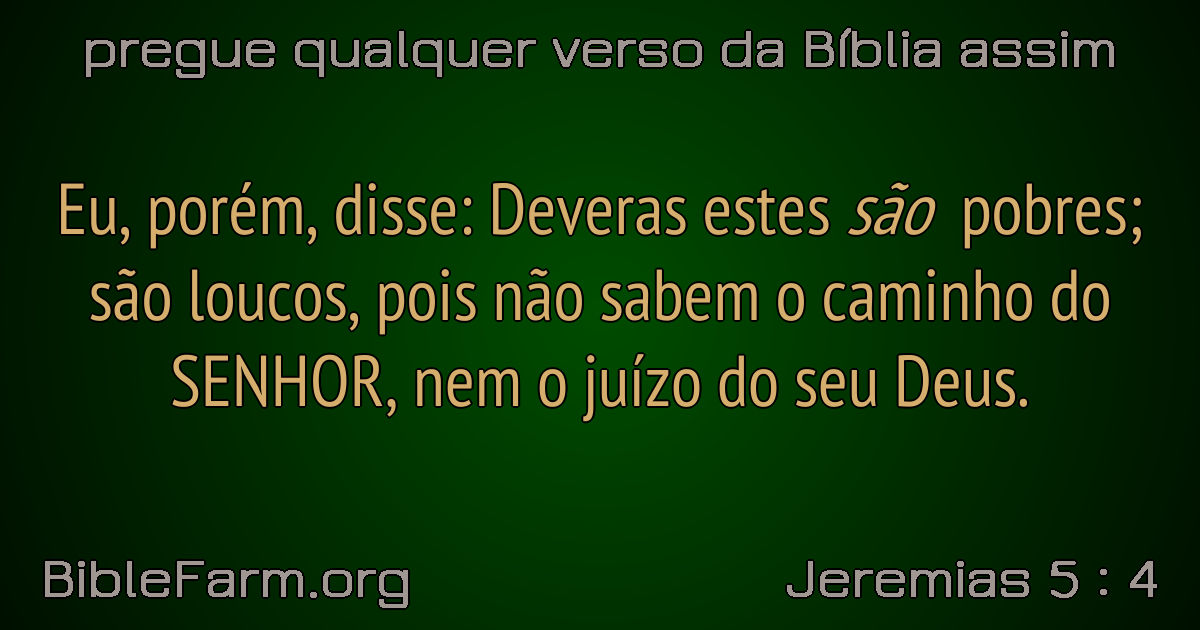 pregue qualquer verso da Bíblia assim
Eu, porém, disse: Deveras estes são pobres;
são loucos, pois não sabem o caminho do
SENHOR, nem o juízo do seu Deus.
BibleFarm.org
Jeremias 5 : 4